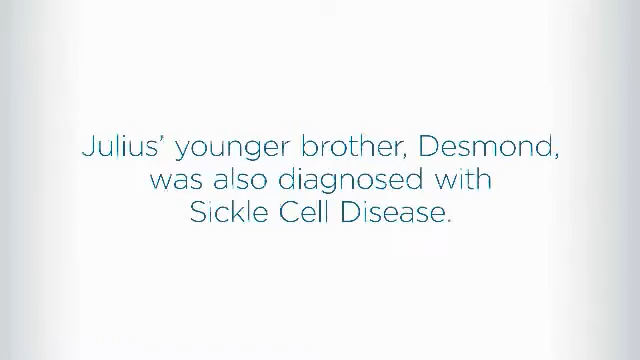 Julius’ younger brother, Desmond,
was also diagnosed with
Sickle Cell Disease.